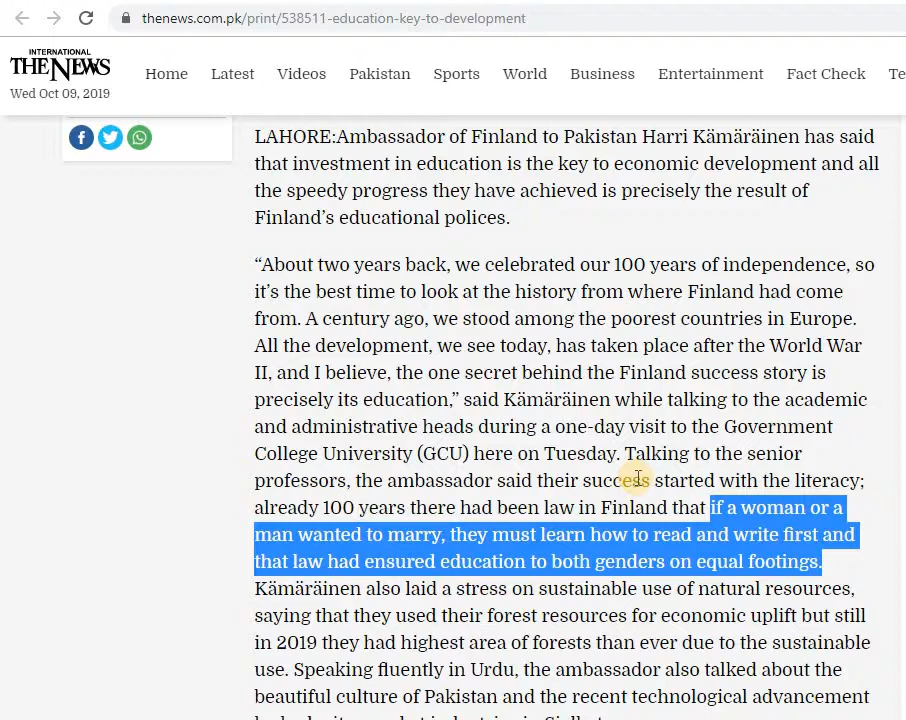 thenews.com.pk/print/538511-education-key-to-development
INTERNATIONAL
THE NEWS
Wed Oct 09, 2019
Home Latest Videos Pakistan Sports World Business Entertainment Fact Check Te
LAHORE:Ambassador of Finland to Pakistan Harri Kämäräinen has said
that investment in education is the key to economic development and all
the speedy progress they have achieved is precisely the result of
Finland’s educational polices.
“About two years back, we celebrated our 100 years of independence, so
it’s the best time to look at the history from where Finland had come
from. A century ago, we stood among the poorest countries in Europe.
All the development, we see today, has taken place after the World War
II, and I believe, the one secret behind the Finland success story is
precisely its education,” said Kämäräinen while talking to the academic
and administrative heads during a one-day visit to the Government
College University (GCU) here on Tuesday. Talking to the senior
professors, the ambassador said their success started with the literacy;
already 100 years there had been law in Finland that if a woman or a
man wanted to marry, they must learn how to read and write first and
that law had ensured education to both genders on equal footings.
Kämäräinen also laid a stress on sustainable use of natural resources,
saying that they used their forest resources for economic uplift but still
in 2019 they had highest area of forests than ever due to the sustainable
use. Speaking fluently in Urdu, the ambassador also talked about the
beautiful culture of Pakistan and the recent technological advancement